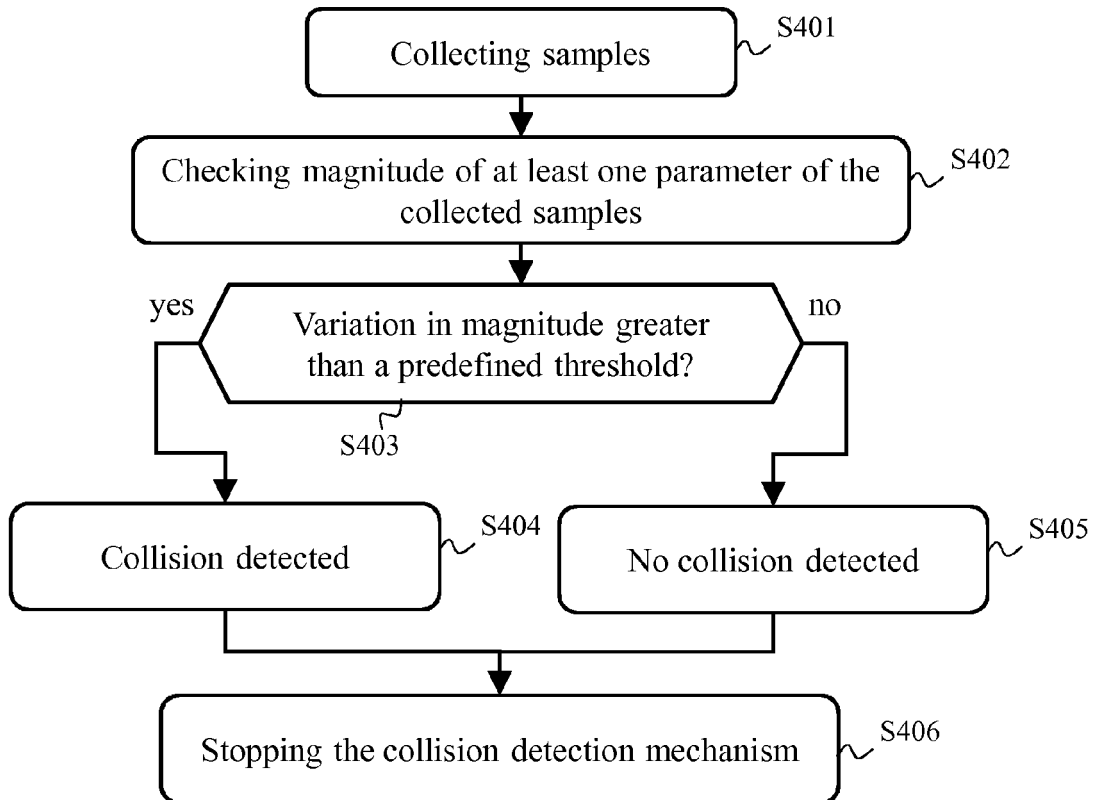 Collecting samples
S401
Checking magnitude of at least one parameter of the
collected samples
S402
yes
no
Variation in magnitude greater
than a predefined threshold?
S403
Collision detected
S404
No collision detected
S405
Stopping the collision detection mechanism
S406